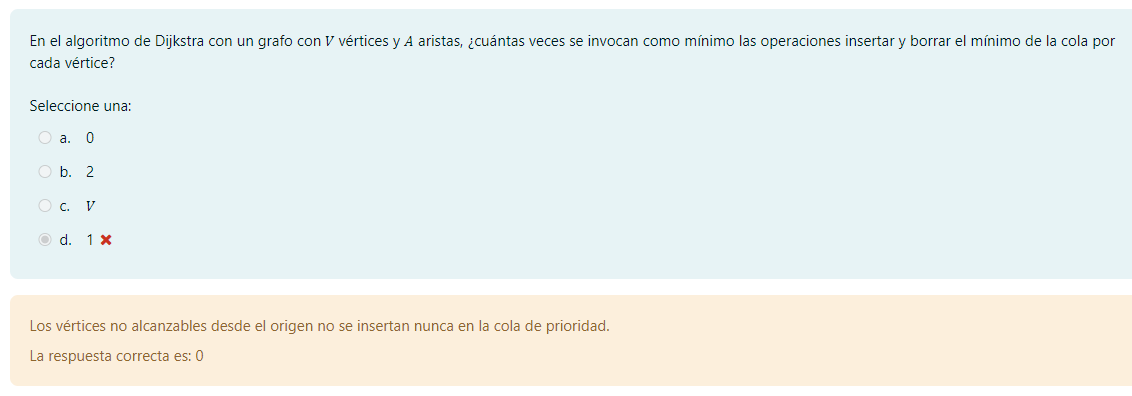 En el algoritmo de Dijkstra con un grafo con V vértices y A aristas, ¿cuántas veces se invocan como mínimo las operaciones insertar y borrar el mínimo de la cola por
cada vértice?
Seleccione una:
a. 0
b. 2
c. V
d. 1 ✖
Los vértices no alcanzables desde el origen no se insertan nunca en la cola de prioridad.
La respuesta correcta es: 0